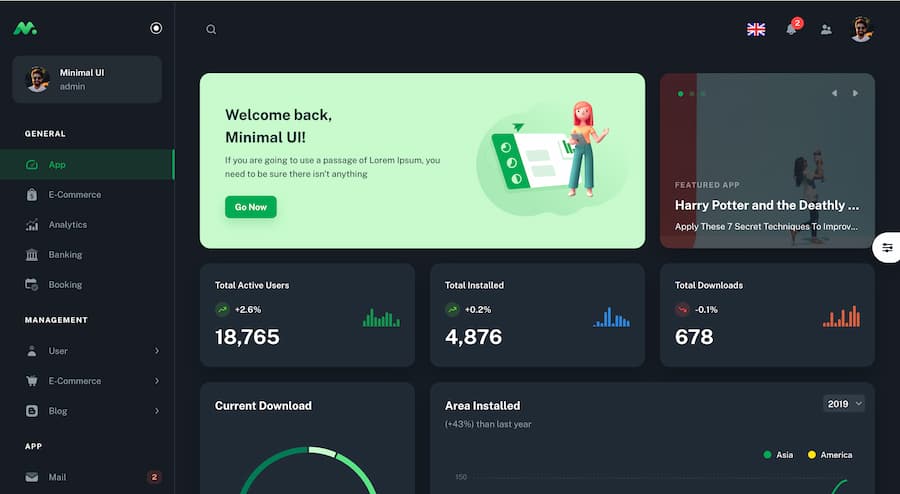 2
Minimal UI
admin
GENERAL
App
E-Commerce
Analytics
Banking
Booking
MANAGEMENT
User
E-Commerce
Blog
APP
Mail
2
Welcome back,
Minimal UI!
If you are going to use a passage of Lorem Ipsum, you
need to be sure there isn't anything
Go Now
FEATURED APP
Harry Potter and the Deathly ...
Apply These 7 Secret Techniques To Improv...
Total Active Users
+2.6%
18,765
Total Installed
+0.2%
4,876
Total Downloads
-0.1%
678
Current Download
Area Installed
(+43%) than last year
2019
Asia
America
150